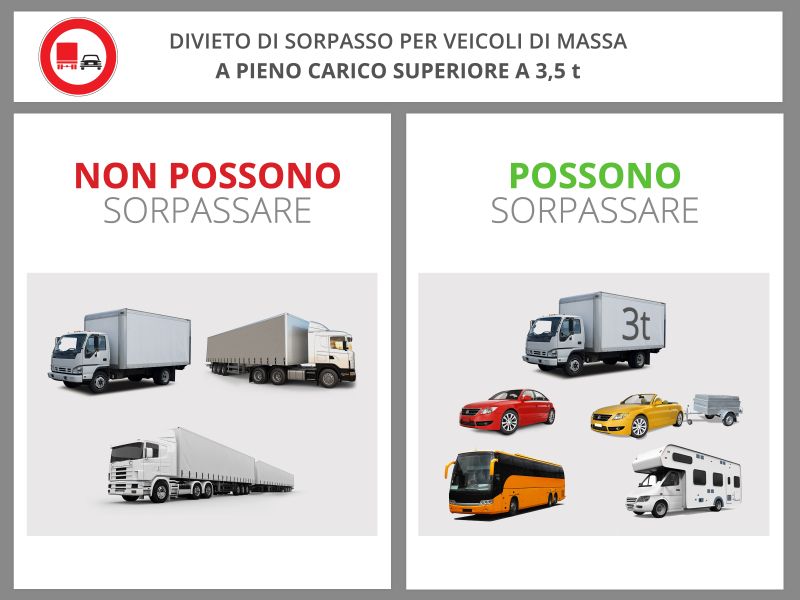 DIVIETO DI SORPASSO PER VEICOLI DI MASSA
A PIENO CARICO SUPERIORE A 3,5 t
NON POSSONO
SORPASSARE
POSSONO
SORPASSARE
3t